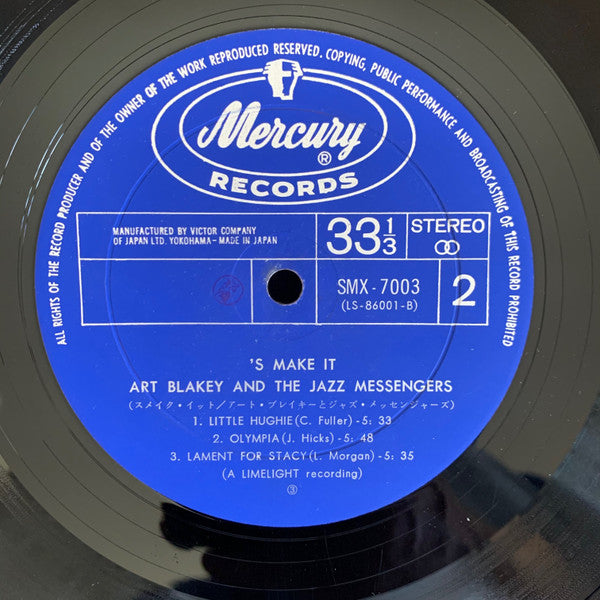 ALL RIGHTS OF THE RECORD PRODUCER AND OF THE OWNER OF THE WORK REPRODUCED RESERVED. COPYING, PUBLIC PERFORMANCE AND BROADCASTING OF THIS RECORD PROHIBITED
Mercury ®
RECORDS
MANUFACTURED BY VICTOR COMPANY
OF JAPAN LTD. YOKOHAMA-MADE IN JAPAN
33 1/3
STEREO
SMX-7003
(LS-86001-B)
2
'S MAKE IT
ART BLAKEY AND THE JAZZ MESSENGERS
(スメイク・イット/アート・ブレイキーとジャズ・メッセンジャーズ)
1. LITTLE HUGHIE (C. Fuller) -5: 33
2. OLYMPIA (J. Hicks) -5: 48
3. LAMENT FOR STACY (L. Morgan) -5: 35
(A LIMELIGHT recording)
③